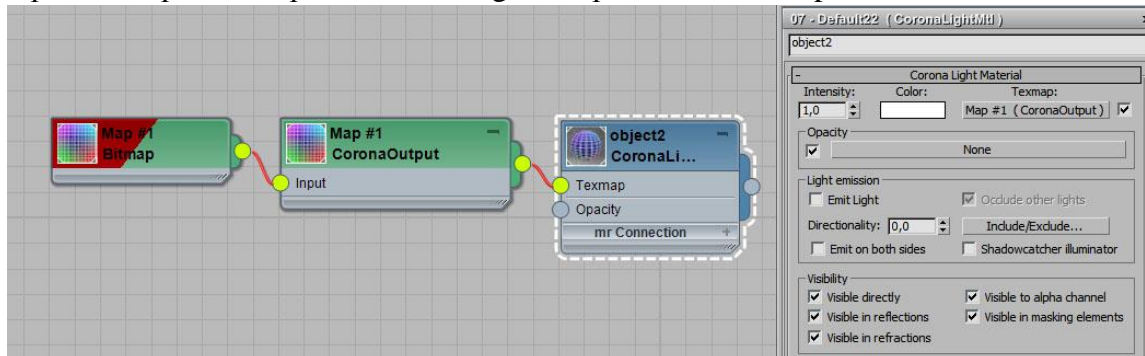 07 - Default22 ( CoronaLightMtl )
object2
Corona Light Material
Intensity: Color: Texmap:
1,0 Map #1 ( CoronaOutput )
Opacity
None
Light emission
Emit Light Occlude other lights
Directionality: 0,0 Include/Exclude...
Emit on both sides Shadowcatcher illuminator
Visibility
Visible directly Visible to alpha channel
Visible in reflections Visible in masking elements
Visible in refractions
Map #1
Bitmap
Map #1
CoronaOutput
Input
object2
CoronaLi...
Texmap
Opacity
mr Connection